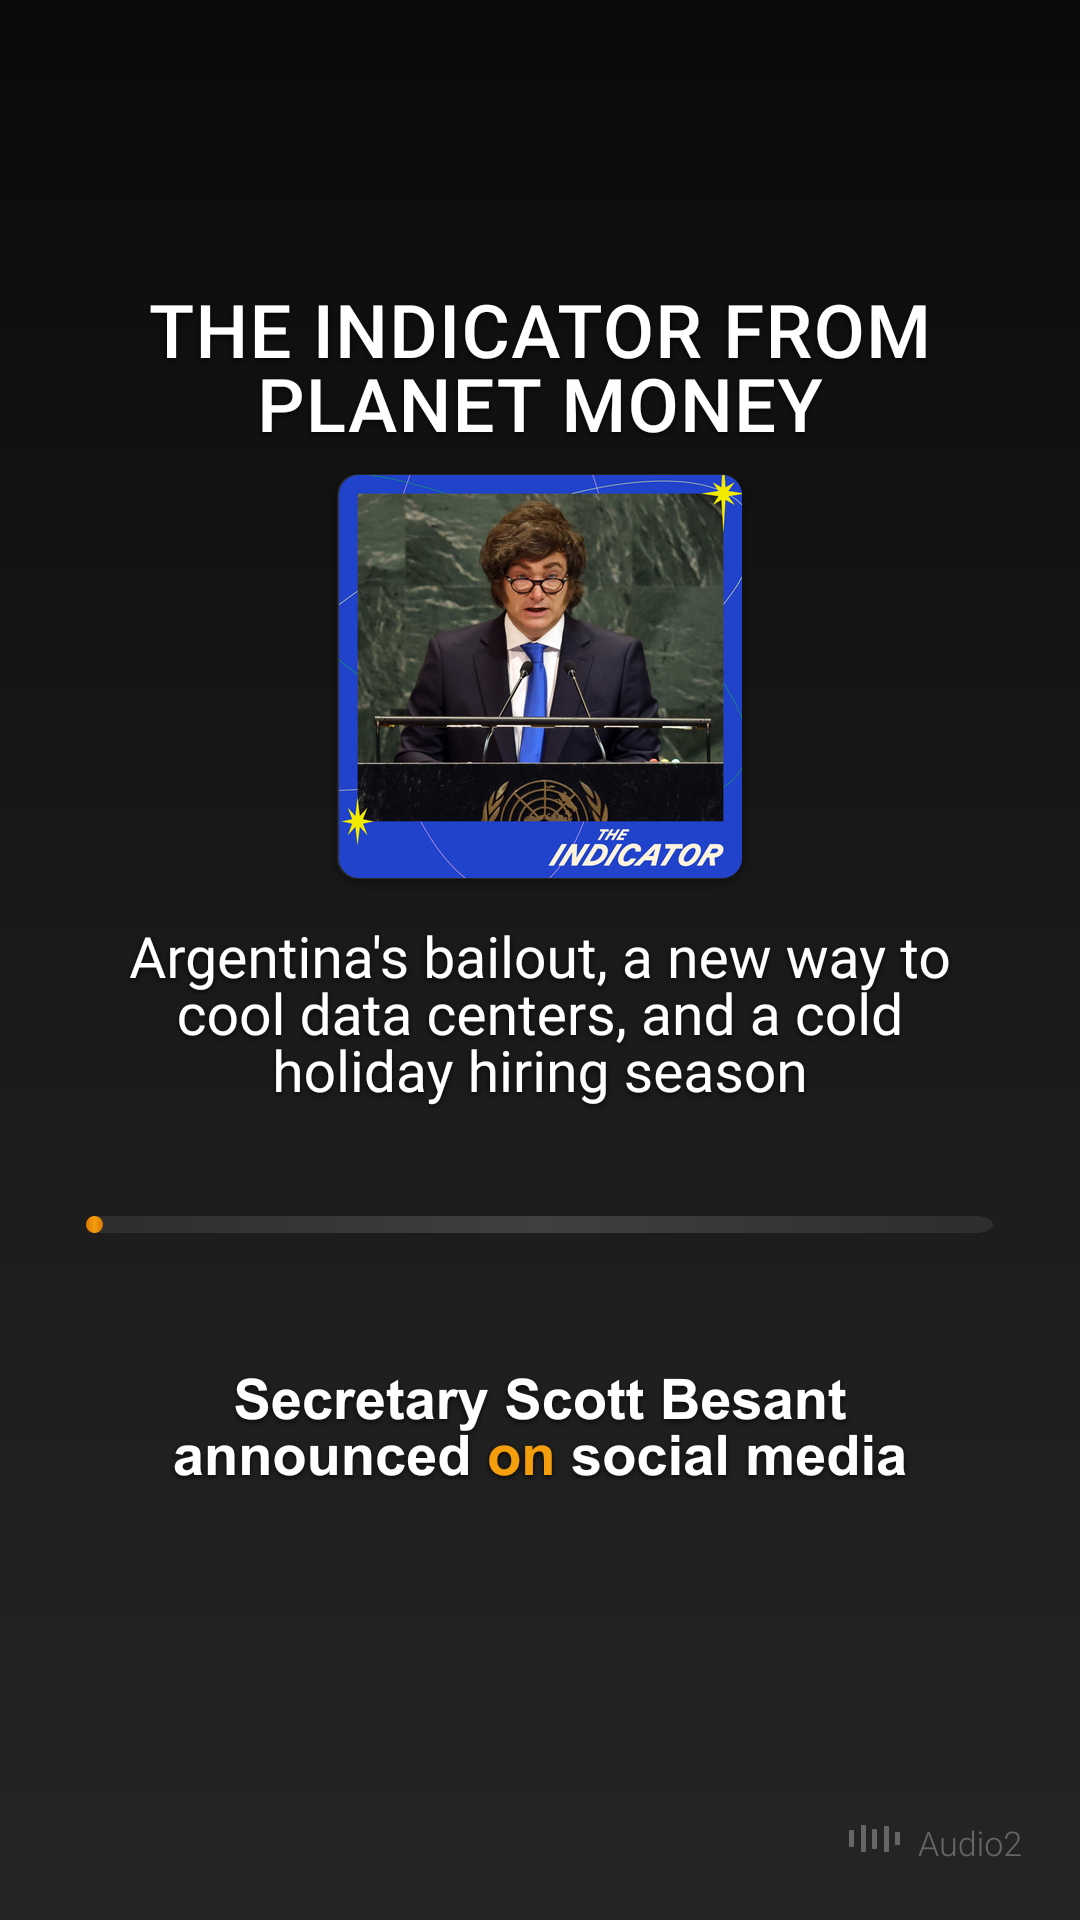 THE INDICATOR FROM
PLANET MONEY
THE
INDICATOR
Argentina's bailout, a new way to
cool data centers, and a cold
holiday hiring season
Secretary Scott Besant
announced on social media
Audio2